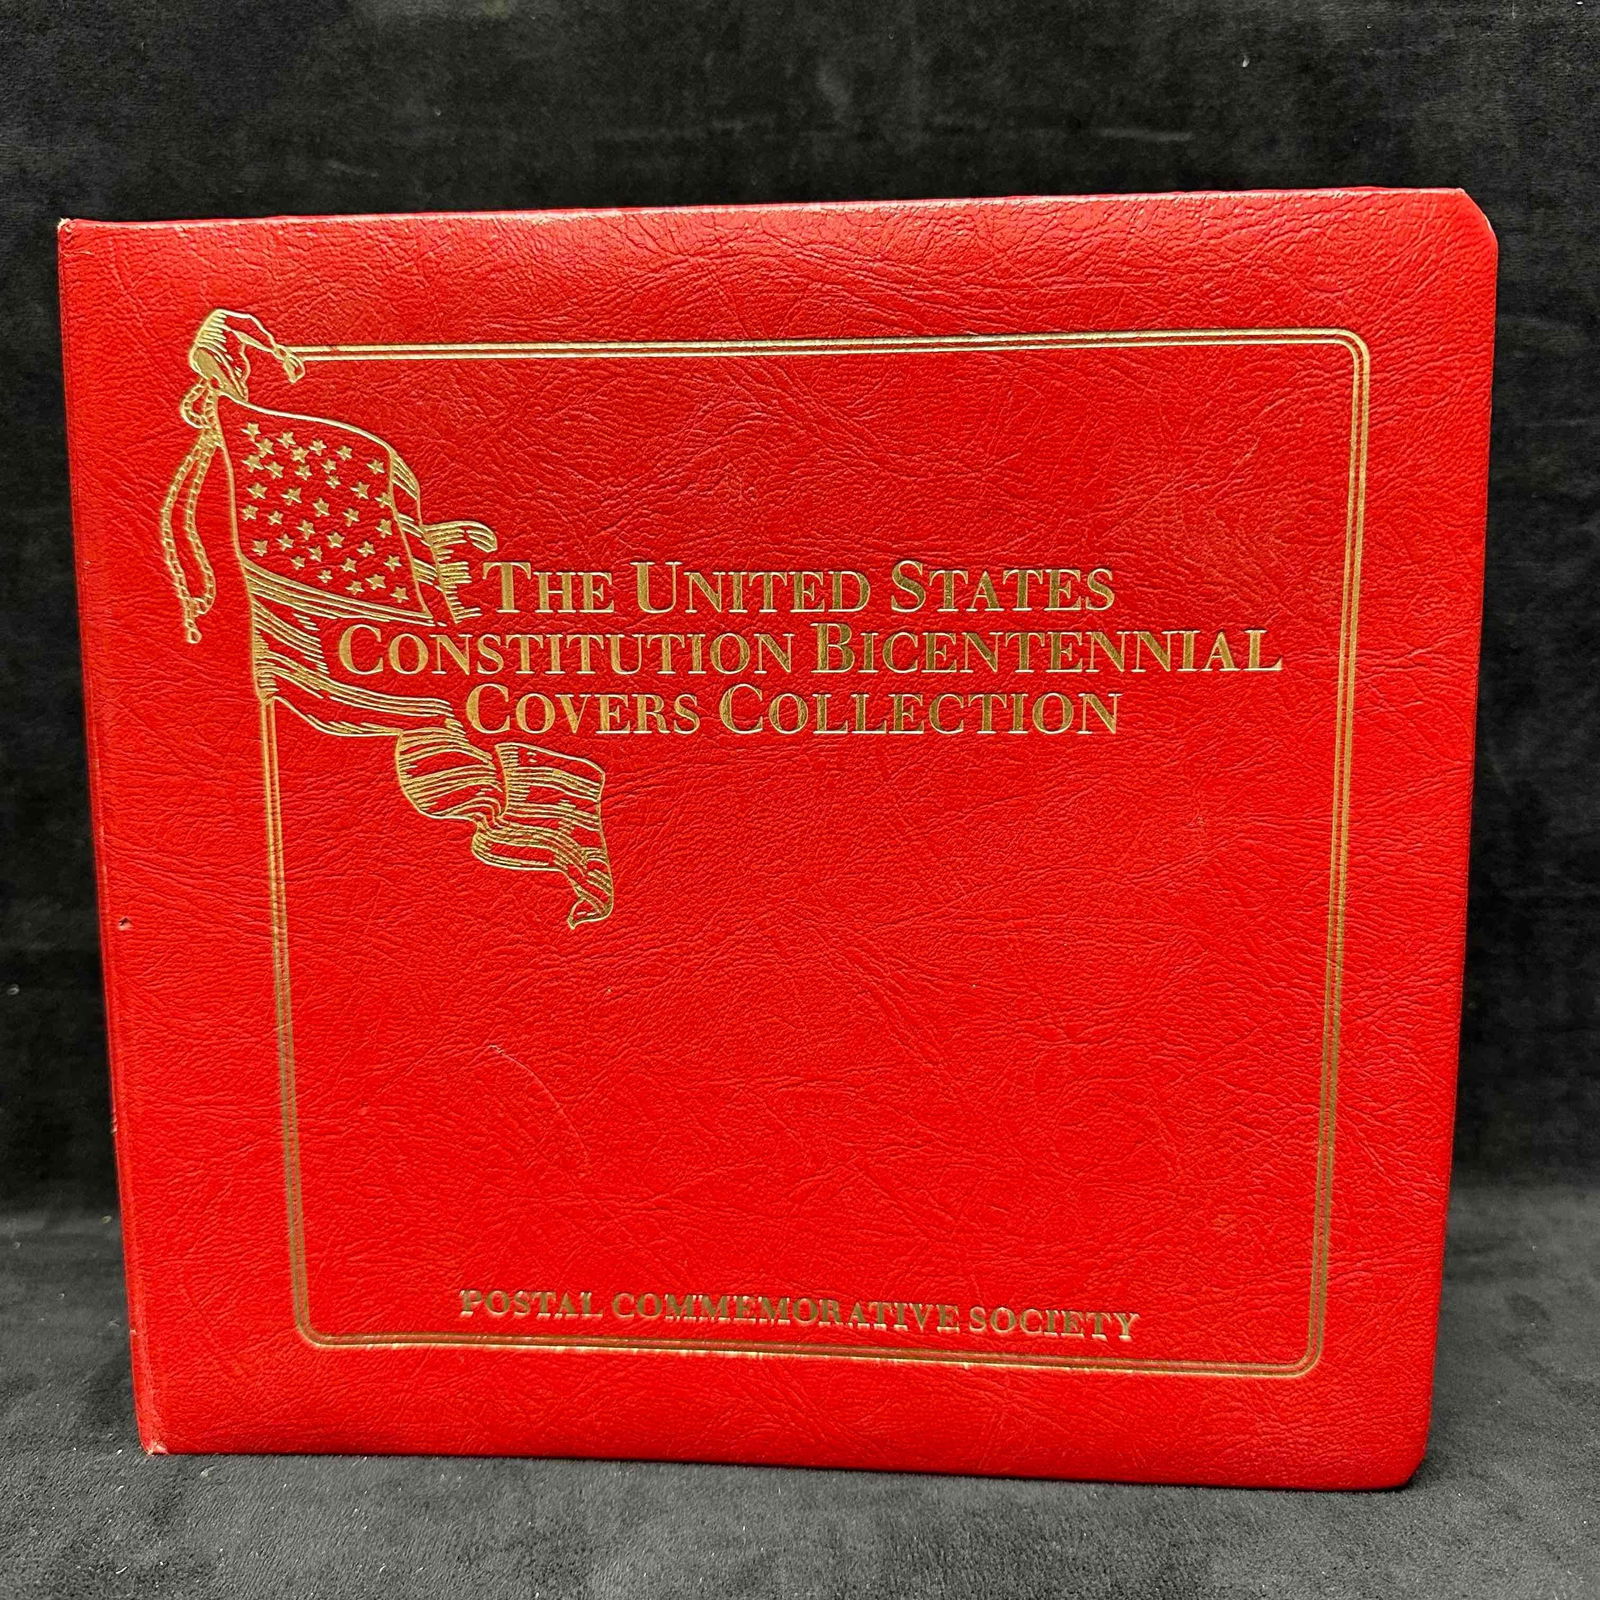 THE UNITED STATES
CONSTITUTION BICENTENNIAL
COVERS COLLECTION
POSTAL COMMEMORATIVE SOCIETY